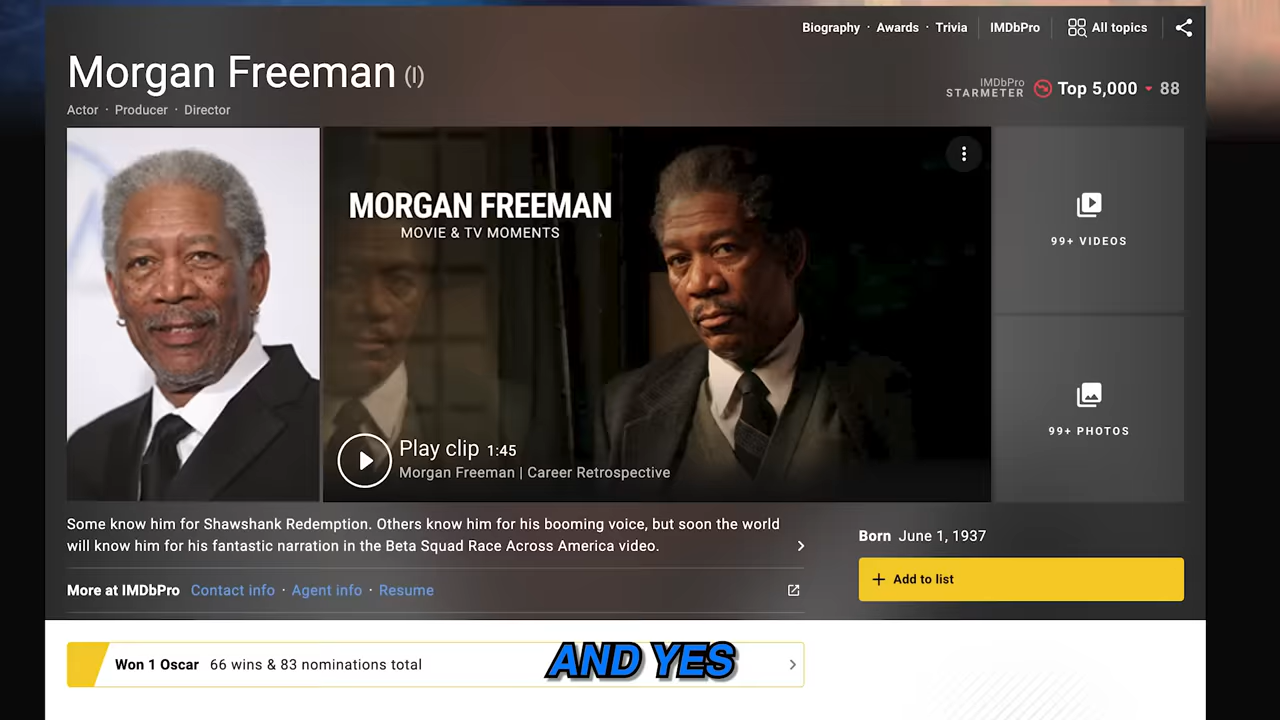 Biography · Awards · Trivia IMDbPro All topics
Morgan Freeman (I)
Actor · Producer · Director
IMDbPro
STARMETER Top 5,000 88
MORGAN FREEMAN
MOVIE & TV MOMENTS
99+ VIDEOS
Play clip 1:45
Morgan Freeman | Career Retrospective
99+ PHOTOS
Some know him for Shawshank Redemption. Others know him for his booming voice, but soon the world
will know him for his fantastic narration in the Beta Squad Race Across America video.
Born June 1, 1937
Add to list
More at IMDbPro Contact info · Agent info · Resume
Won 1 Oscar 66 wins & 83 nominations total
AND YES